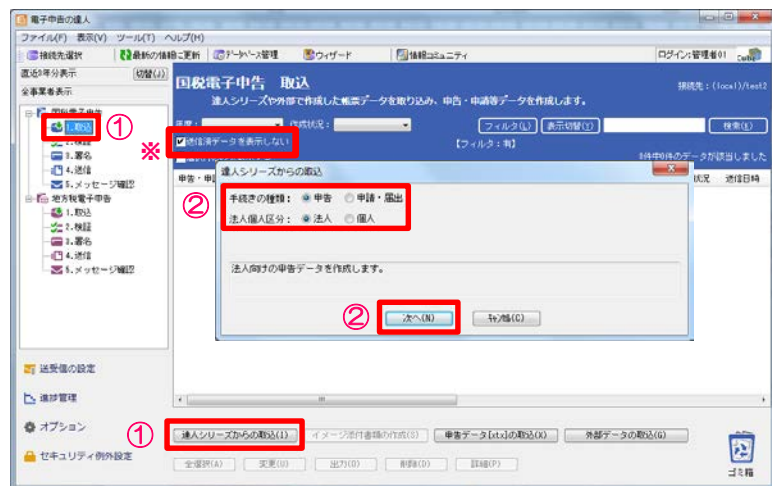 電子申告の達人
ファイル(F) 表示(V) ツール(T) ヘルプ(H)
接続先選択 最新の情報に更新 データベース管理 ウィザード 情報コミュニティ ログイン:管理者01
直近3年分表示 切替(J)
全事業者表示
国税電子申告 取込
接続先:(local)/test2
達人シリーズや外部で作成した帳票データを取り込み、申告・申請等データを作成します。
国税電子申告
1.取込
①
2.検証
3.署名
4.送信
5.メッセージ確認
地方税電子申告
1.取込
2.検証
3.署名
4.送信
5.メッセージ確認
年度: 作成状況: フィルタ(L) 表示切替(Y) 検索(E)
※
送信済データを表示しない 【フィルタ:有】
0件中0件のデータが該当しました
申告・申 状況 送信日時
達人シリーズからの取込
②
手続きの種類: 申告 申請・届出
法人個人区分: 法人 個人
法人向けの申告データを作成します。
② 次へ(N) キャンセル(C)
送受信の設定
進捗管理
オプション
セキュリティ例外設定
① 達人シリーズからの取込(I) イメージ添付書類の作成(S) 申告データ[xtx]の取込(X) 外部データの取込(G)
全選択(A) 変更(U) 出力(O) 削除(D) 詳細(P)
ゴミ箱